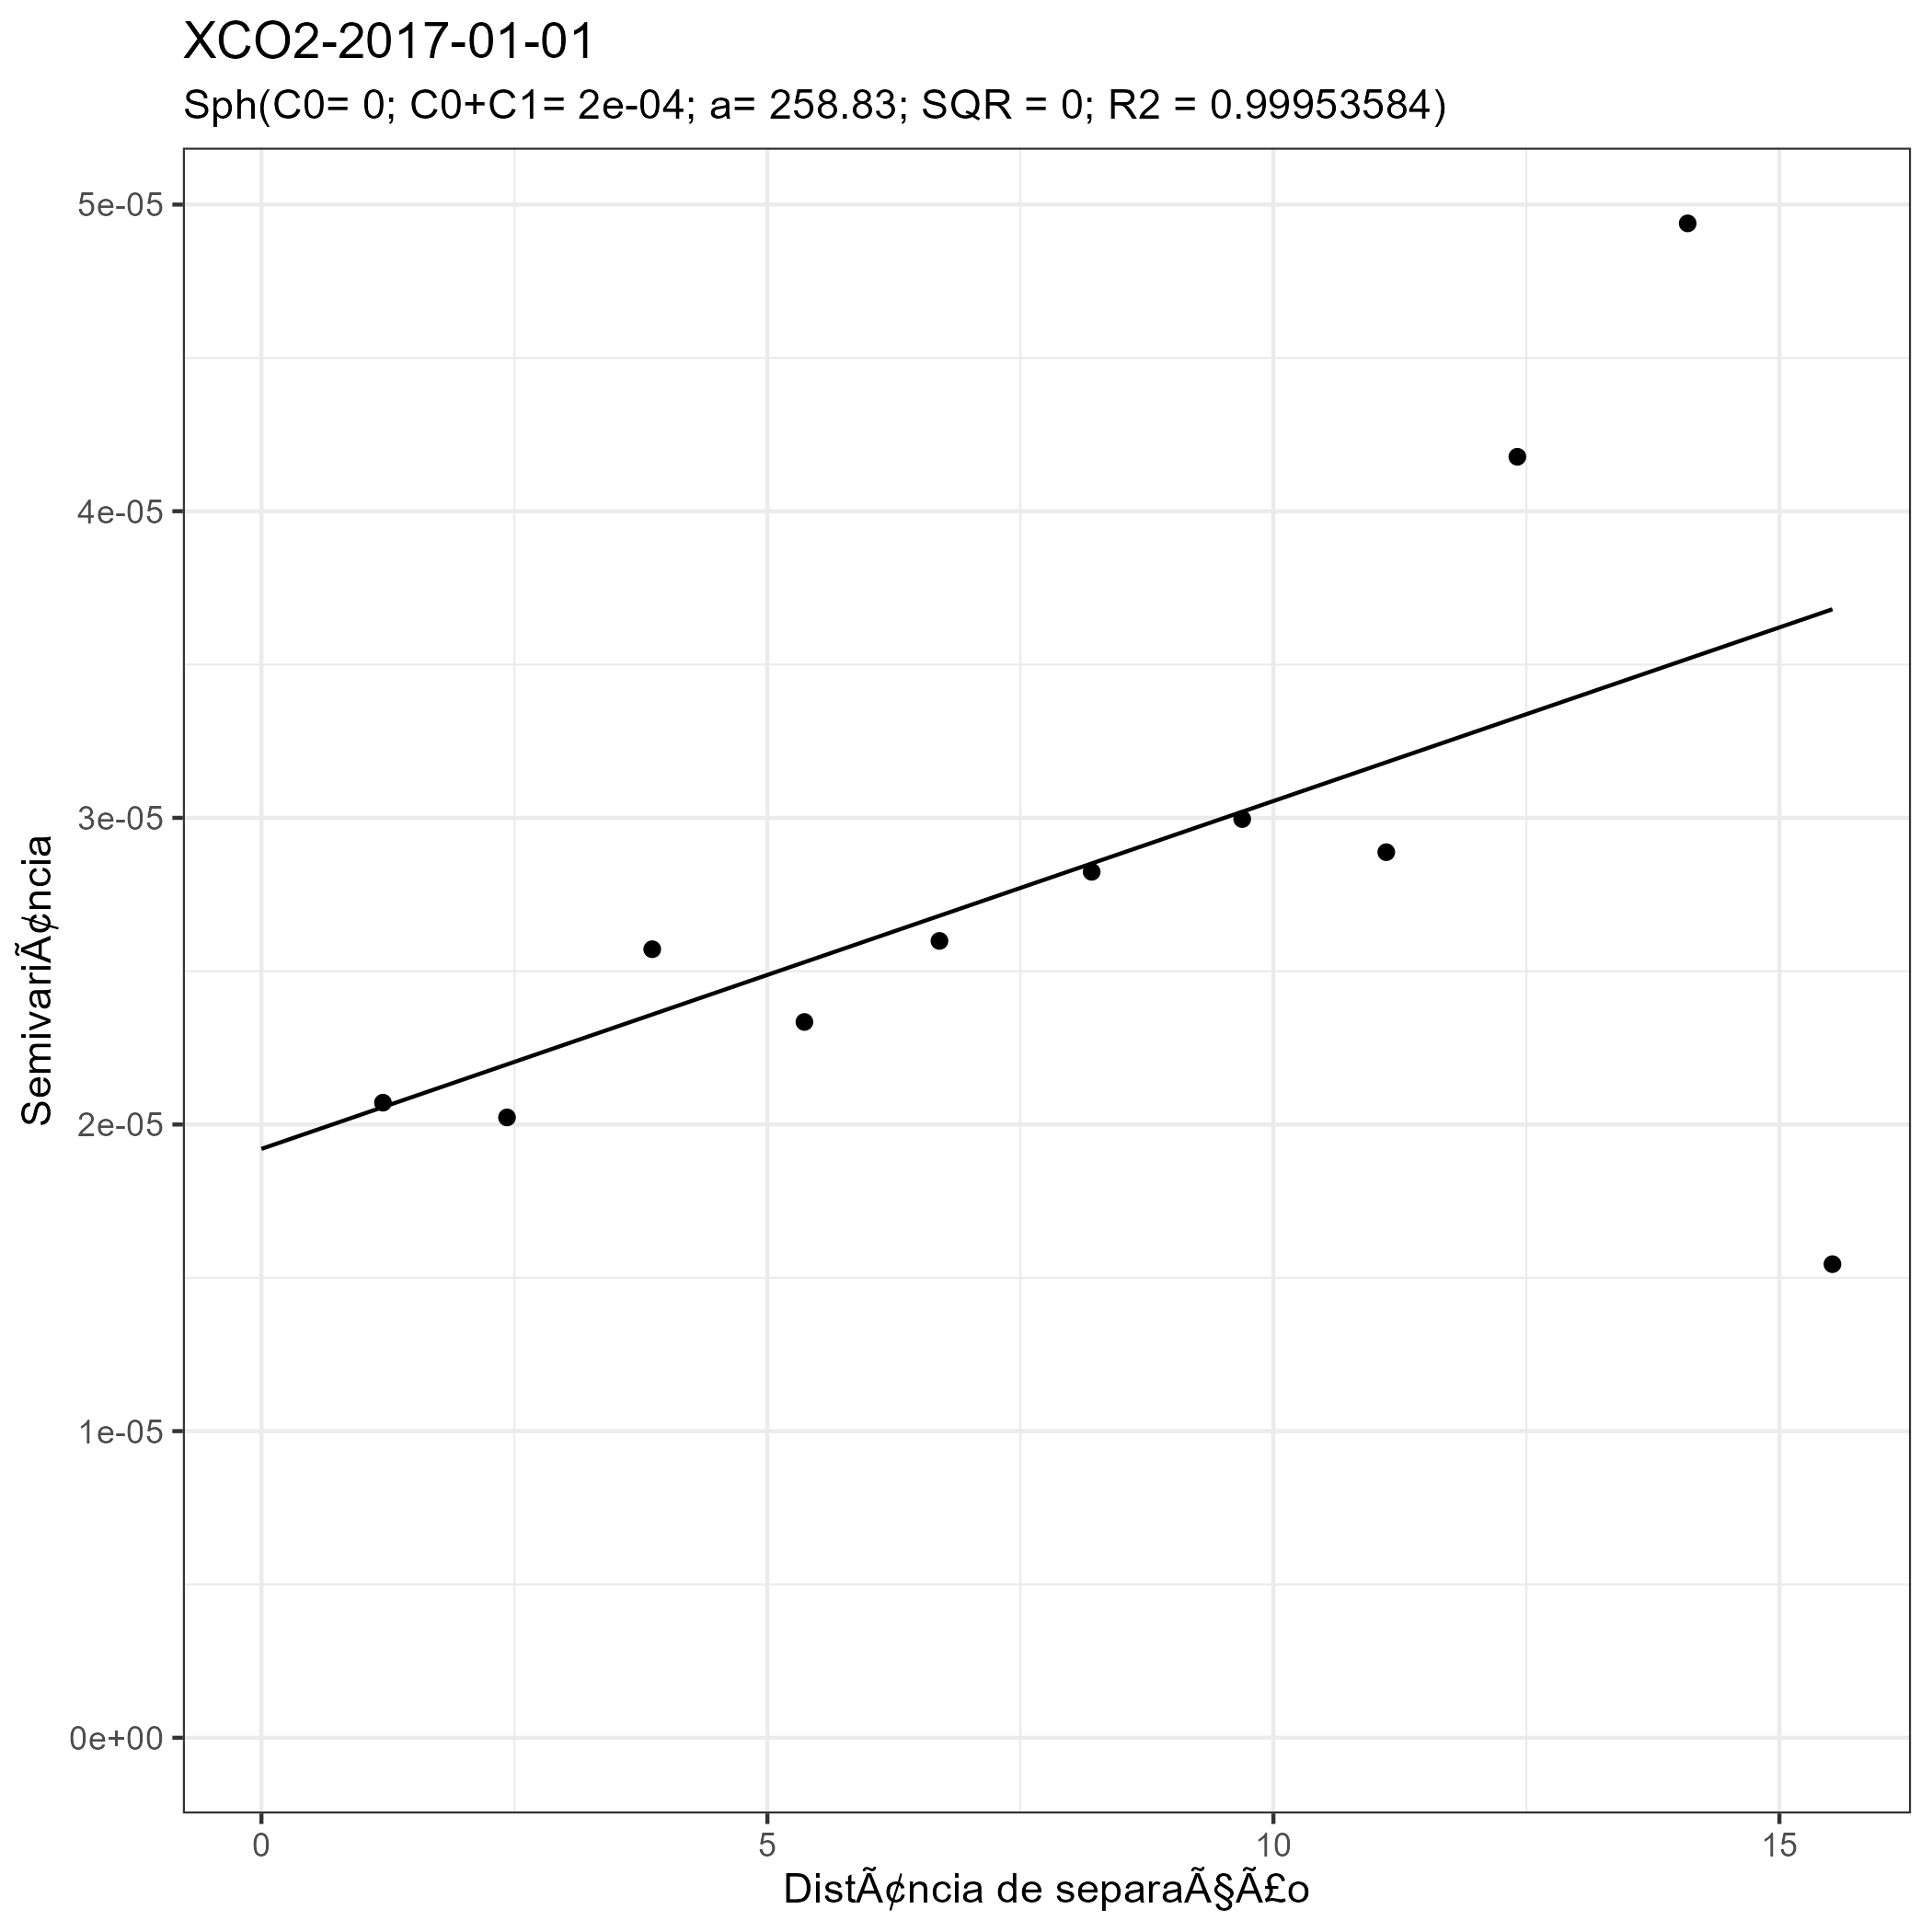 XCO2-2017-01-01
Sph(C0= 0; C0+C1= 2e-04; a= 258.83; SQR = 0; R2 = 0.99953584)
5e-05
4e-05
3e-05
2e-05
1e-05
0e+00
SemivariÃ¢ncia
0 5 10 15
DistÃ¢ncia de separaÃ§Ã£o